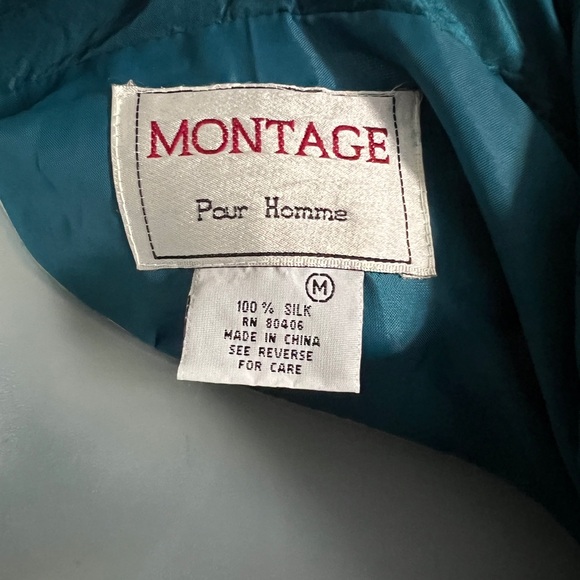 MONTAGE
Pour Homme
M
100% SILK
RN 80406
MADE IN CHINA
SEE REVERSE
FOR CARE